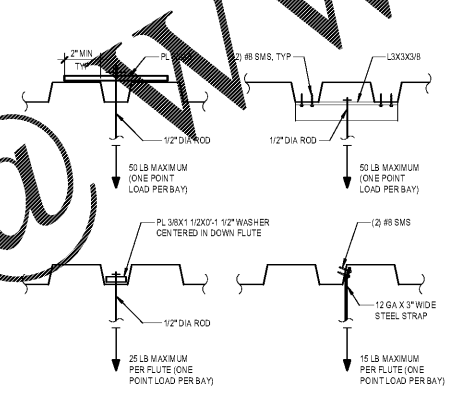 2" MIN
TYP
PL
(2) #8 SMS, TYP
L3X3X3/8
1/2" DIA ROD
1/2" DIA ROD
50 LB MAXIMUM
(ONE POINT
LOAD PER BAY)
50 LB MAXIMUM
(ONE POINT
LOAD PER BAY)
PL 3/8X1 1/2X0'-1 1/2" WASHER
CENTERED IN DOWN FLUTE
(2) #8 SMS
1/2" DIA ROD
12 GA X 3" WIDE
STEEL STRAP
25 LB MAXIMUM
PER FLUTE (ONE
POINT LOAD PER BAY)
15 LB MAXIMUM
PER FLUTE (ONE
POINT LOAD PER BAY)
@ W